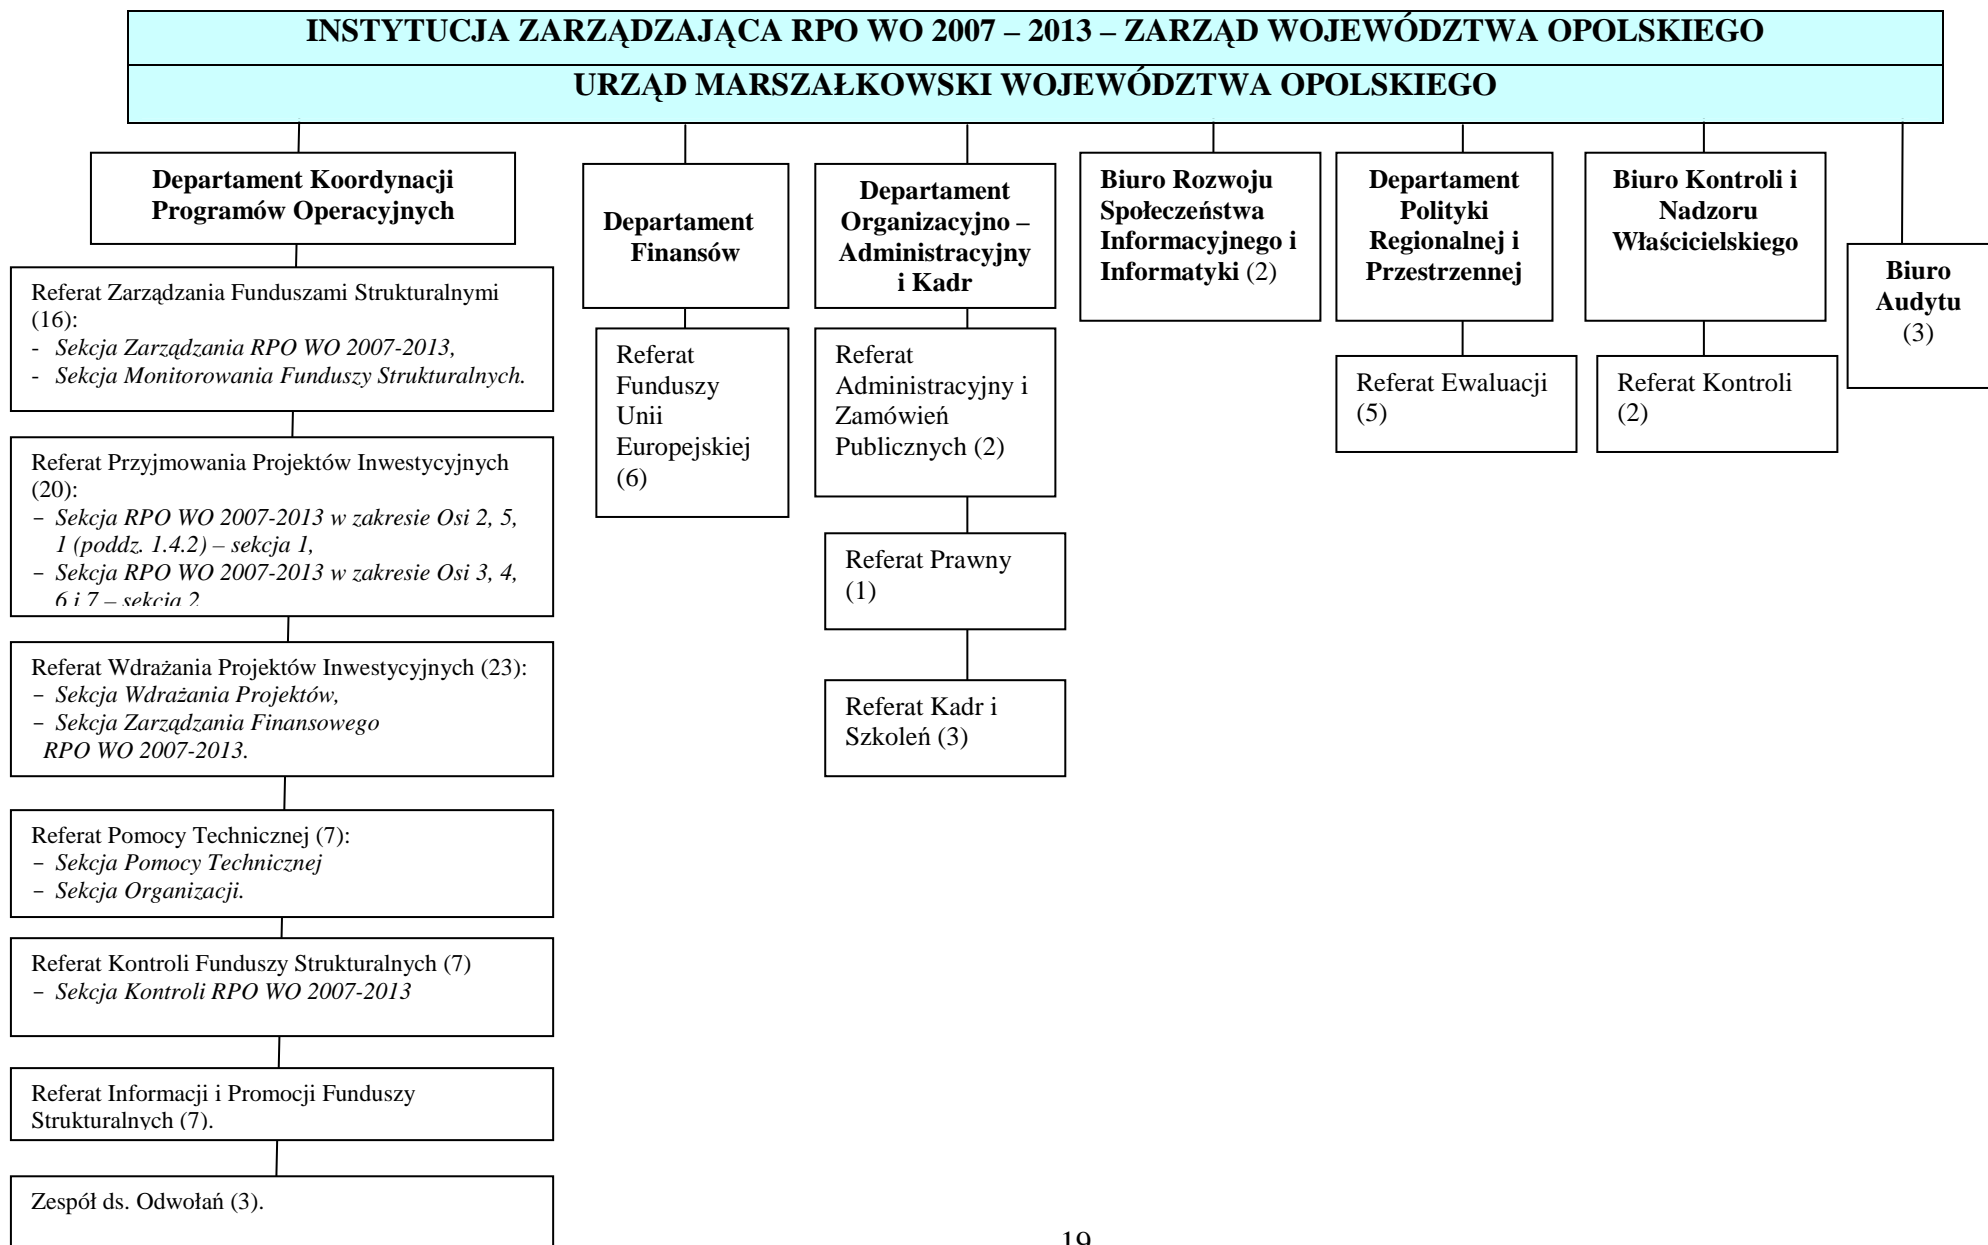 INSTYTUCJA ZARZĄDZAJĄCA RPO WO 2007 – 2013 – ZARZĄD WOJEWÓDZTWA OPOLSKIEGO
URZĄD MARSZAŁKOWSKI WOJEWÓDZTWA OPOLSKIEGO
Departament Koordynacji
Programów Operacyjnych
Referat Zarządzania Funduszami Strukturalnymi
(16):
- Sekcja Zarządzania RPO WO 2007-2013,
- Sekcja Monitorowania Funduszy Strukturalnych.
Referat Przyjmowania Projektów Inwestycyjnych
(20):
– Sekcja RPO WO 2007-2013 w zakresie Osi 2, 5,
1 (poddz. 1.4.2) – sekcja 1,
– Sekcja RPO WO 2007-2013 w zakresie Osi 3, 4,
6 i 7 – sekcja 2
Referat Wdrażania Projektów Inwestycyjnych (23):
– Sekcja Wdrażania Projektów,
– Sekcja Zarządzania Finansowego
RPO WO 2007-2013.
Referat Pomocy Technicznej (7):
– Sekcja Pomocy Technicznej
– Sekcja Organizacji.
Referat Kontroli Funduszy Strukturalnych (7)
– Sekcja Kontroli RPO WO 2007-2013
Referat Informacji i Promocji Funduszy
Strukturalnych (7).
Zespół ds. Odwołań (3).
Departament
Finansów
Referat
Funduszy
Unii
Europejskiej
(6)
Departament
Organizacyjno –
Administracyjny
i Kadr
Referat
Administracyjny i
Zamówień
Publicznych (2)
Referat Prawny
(1)
Referat Kadr i
Szkoleń (3)
Biuro Rozwoju
Społeczeństwa
Informacyjnego i
Informatyki (2)
Departament
Polityki
Regionalnej i
Przestrzennej
Referat Ewaluacji
(5)
Biuro Kontroli i
Nadzoru
Właścicielskiego
Referat Kontroli
(2)
Biuro
Audytu
(3)
19